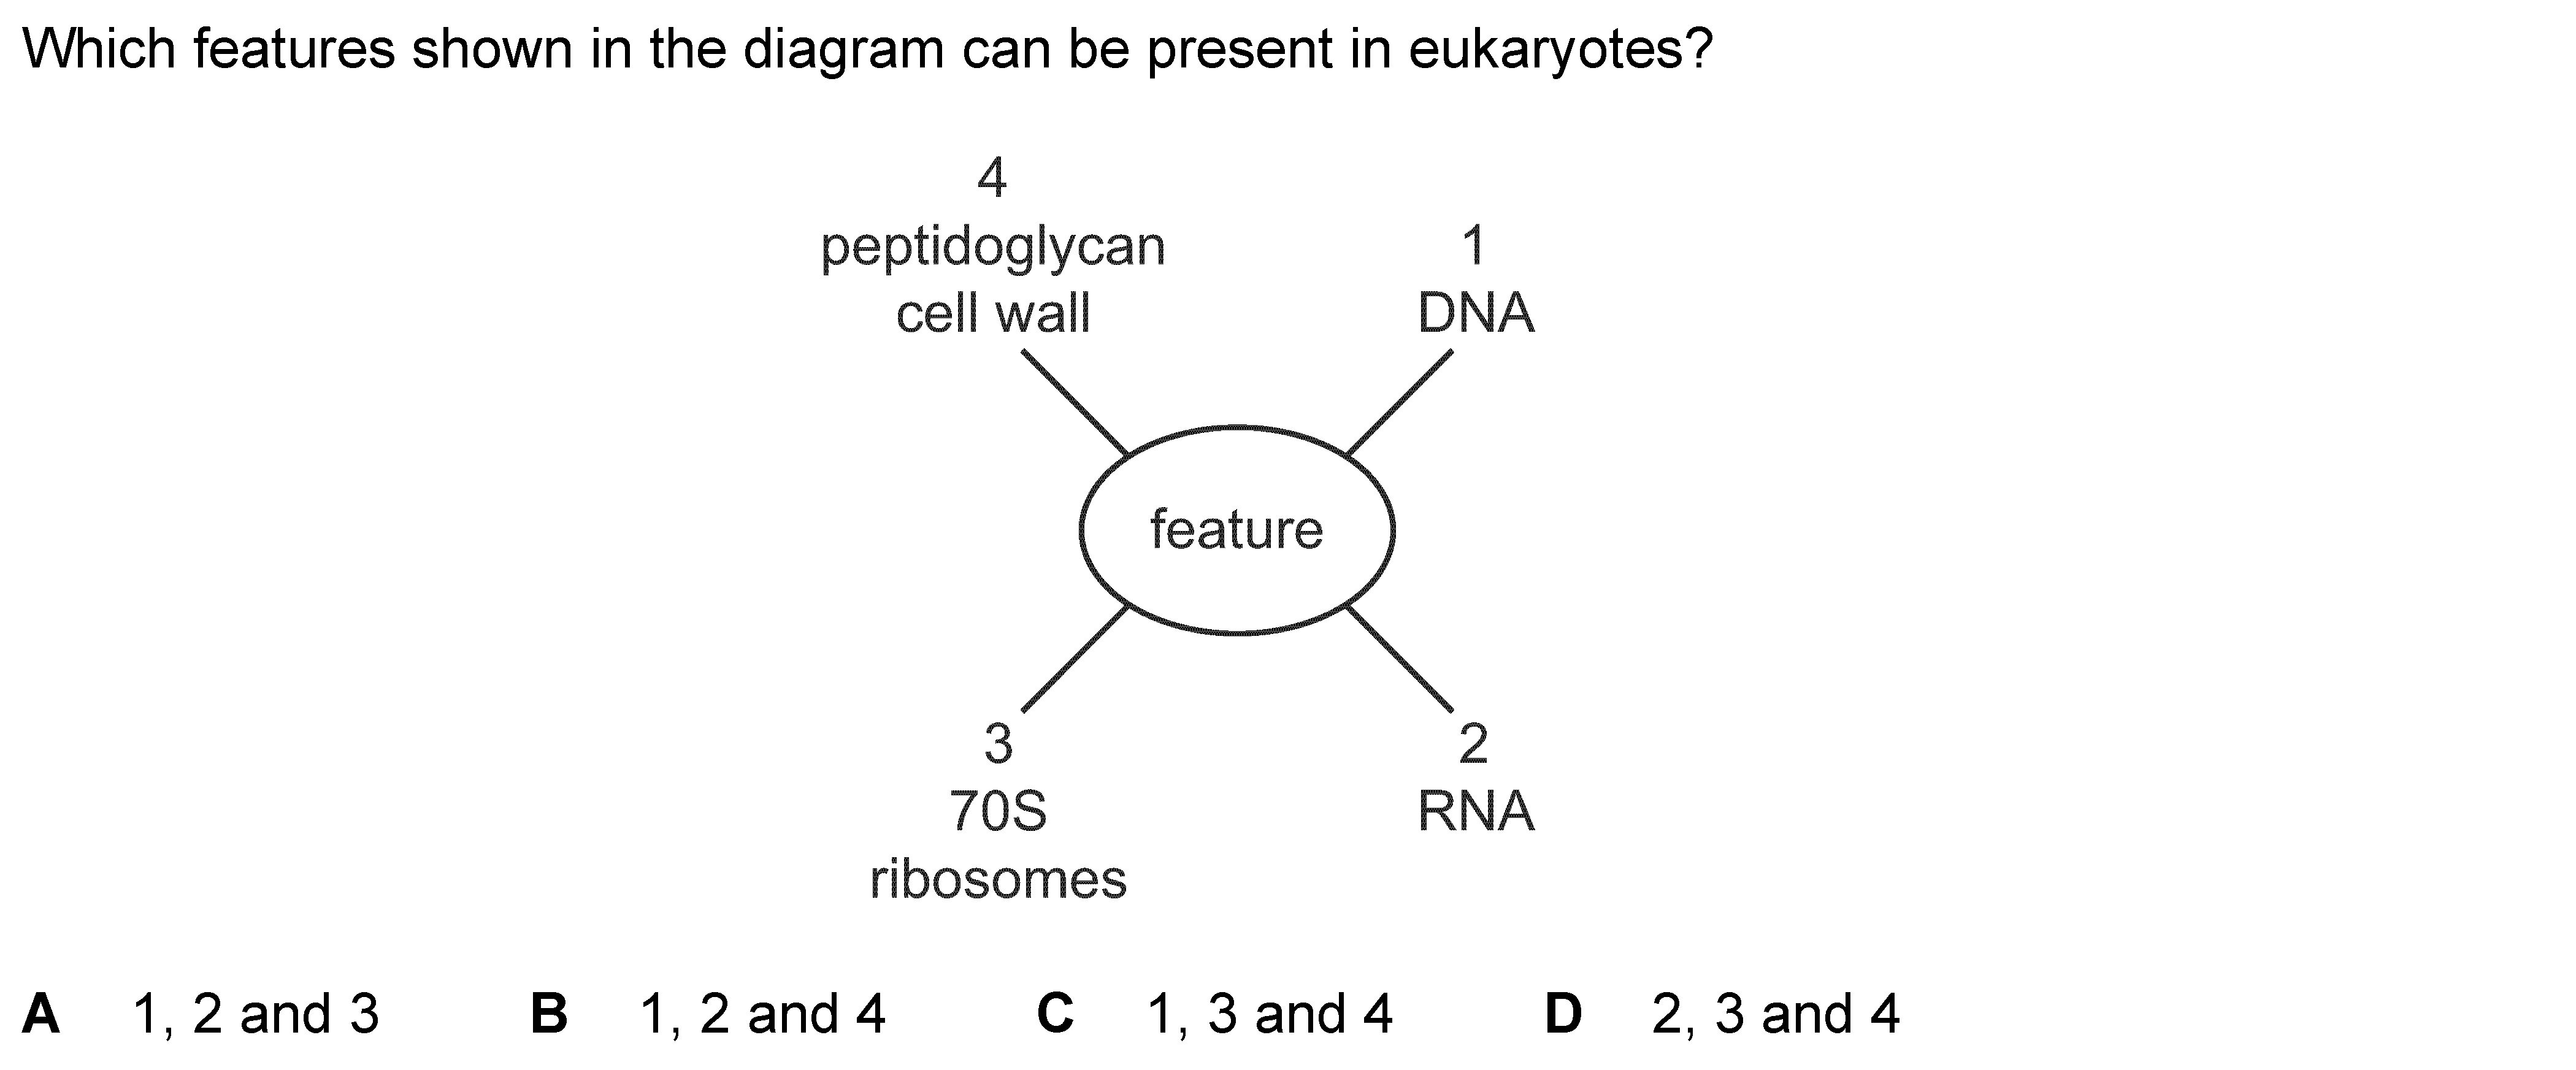 Which features shown in the diagram can be present in eukaryotes?
4
peptidoglycan
cell wall
1
DNA
feature
3
70S
ribosomes
2
RNA
A 1, 2 and 3 B 1, 2 and 4 C 1, 3 and 4 D 2, 3 and 4